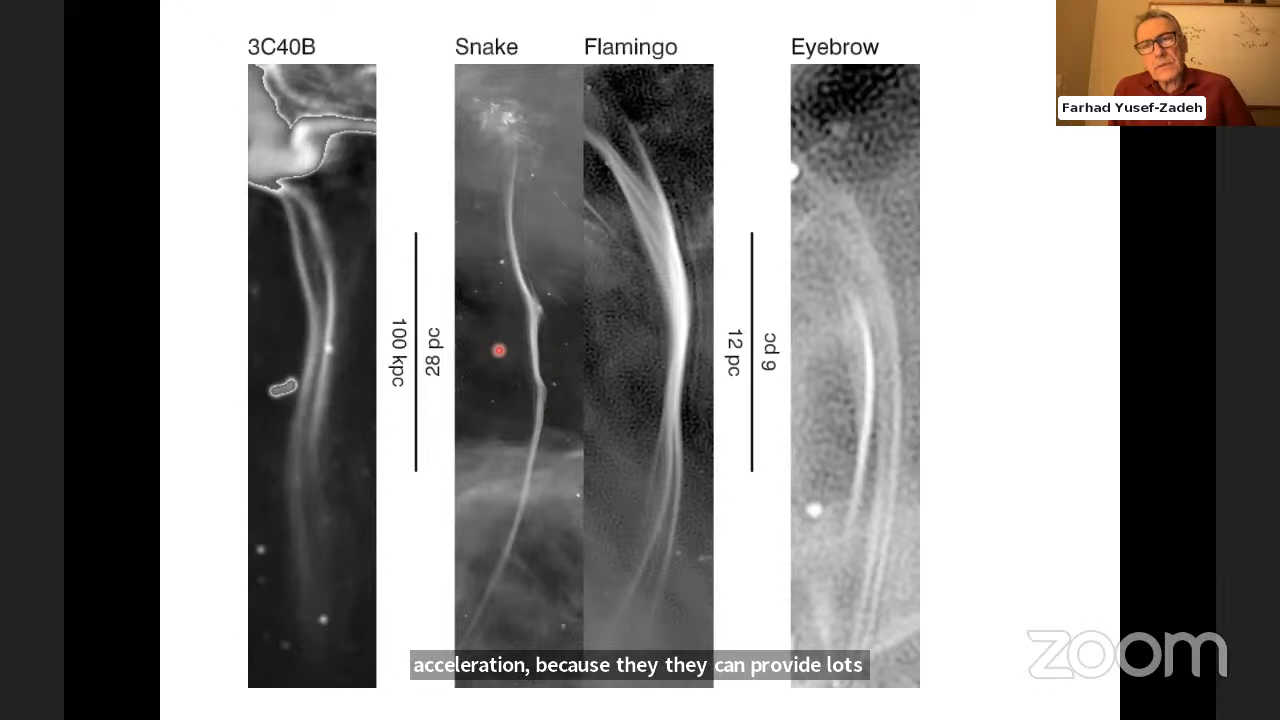 3C40B
Snake
Flamingo
Eyebrow
100 kpc
28 pc
12 pc
6 pc
Farhad Yusef-Zadeh
acceleration, because they they can provide lots
zoom